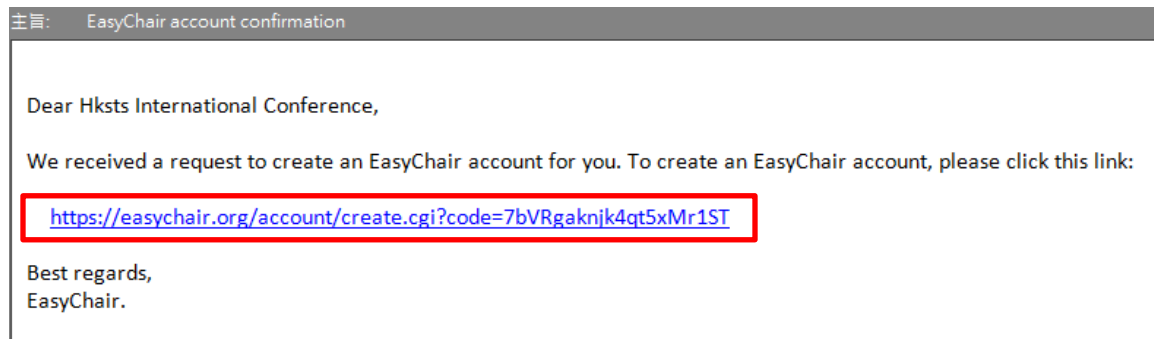 主旨: EasyChair account confirmation
Dear Hksts International Conference,
We received a request to create an EasyChair account for you. To create an EasyChair account, please click this link:
https://easychair.org/account/create.cgi?code=7bVRgaknjk4qt5xMr1ST
Best regards,
EasyChair.